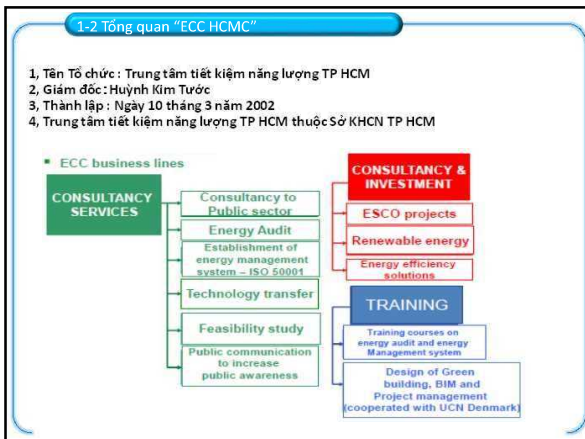 1-2 Tổng quan "ECC HCMC"
1, Tên Tổ chức : Trung tâm tiết kiệm năng lượng TP HCM
2, Giám đốc : Huỳnh Kim Tước
3, Thành lập : Ngày 10 tháng 3 năm 2002
4, Trung tâm tiết kiệm năng lượng TP HCM thuộc Sở KHCN TP HCM
▪ ECC business lines
CONSULTANCY
SERVICES
Consultancy to
Public sector
Energy Audit
Establishment of
energy management
system – ISO 50001
Technology transfer
Feasibility study
Public communication
to increase
public awareness
CONSULTANCY &
INVESTMENT
ESCO projects
Renewable energy
Energy efficiency
solutions
TRAINING
Training courses on
energy audit and energy
Management system
Design of Green
building, BIM and
Project management
(cooperated with UCN Denmark)